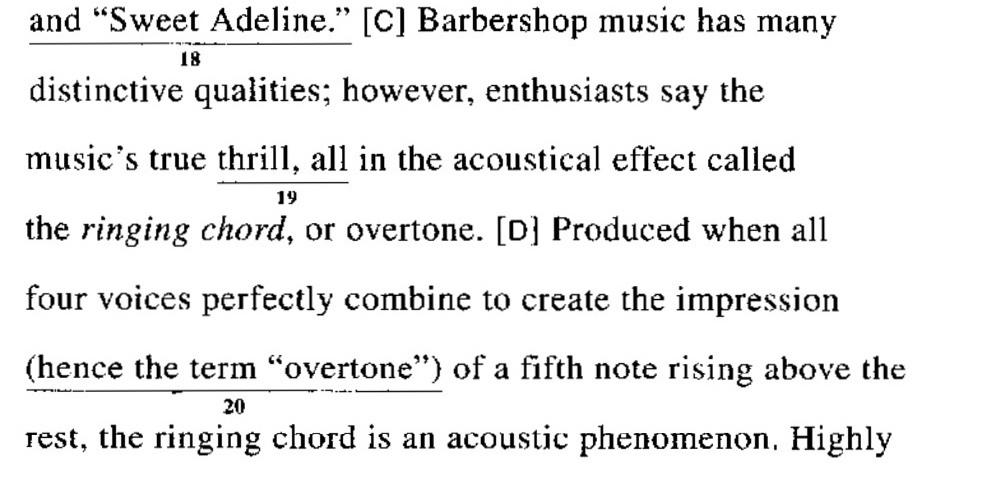 and “Sweet Adeline.” [C] Barbershop music has many
18
distinctive qualities; however, enthusiasts say the
music’s true thrill, all in the acoustical effect called
19
the ringing chord, or overtone. [D] Produced when all
four voices perfectly combine to create the impression
(hence the term “overtone”) of a fifth note rising above the
20
rest, the ringing chord is an acoustic phenomenon. Highly